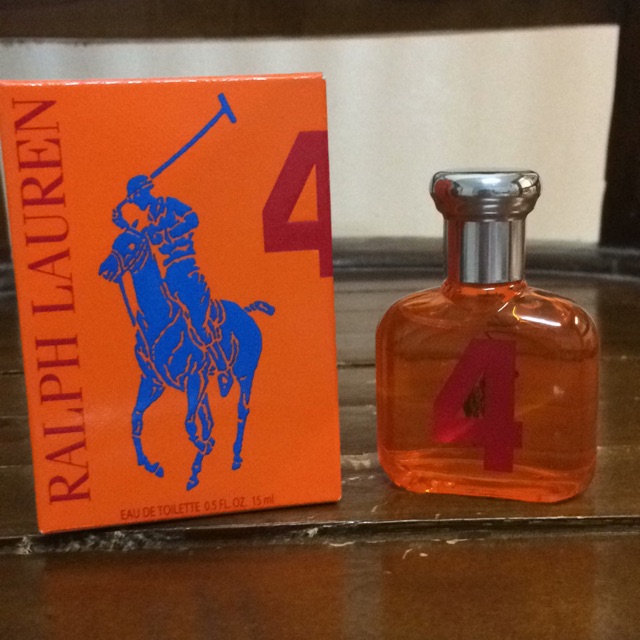 RALPH LAUREN
4
EAU DE TOILETTE 0.5 FL. OZ. 15 ml
4